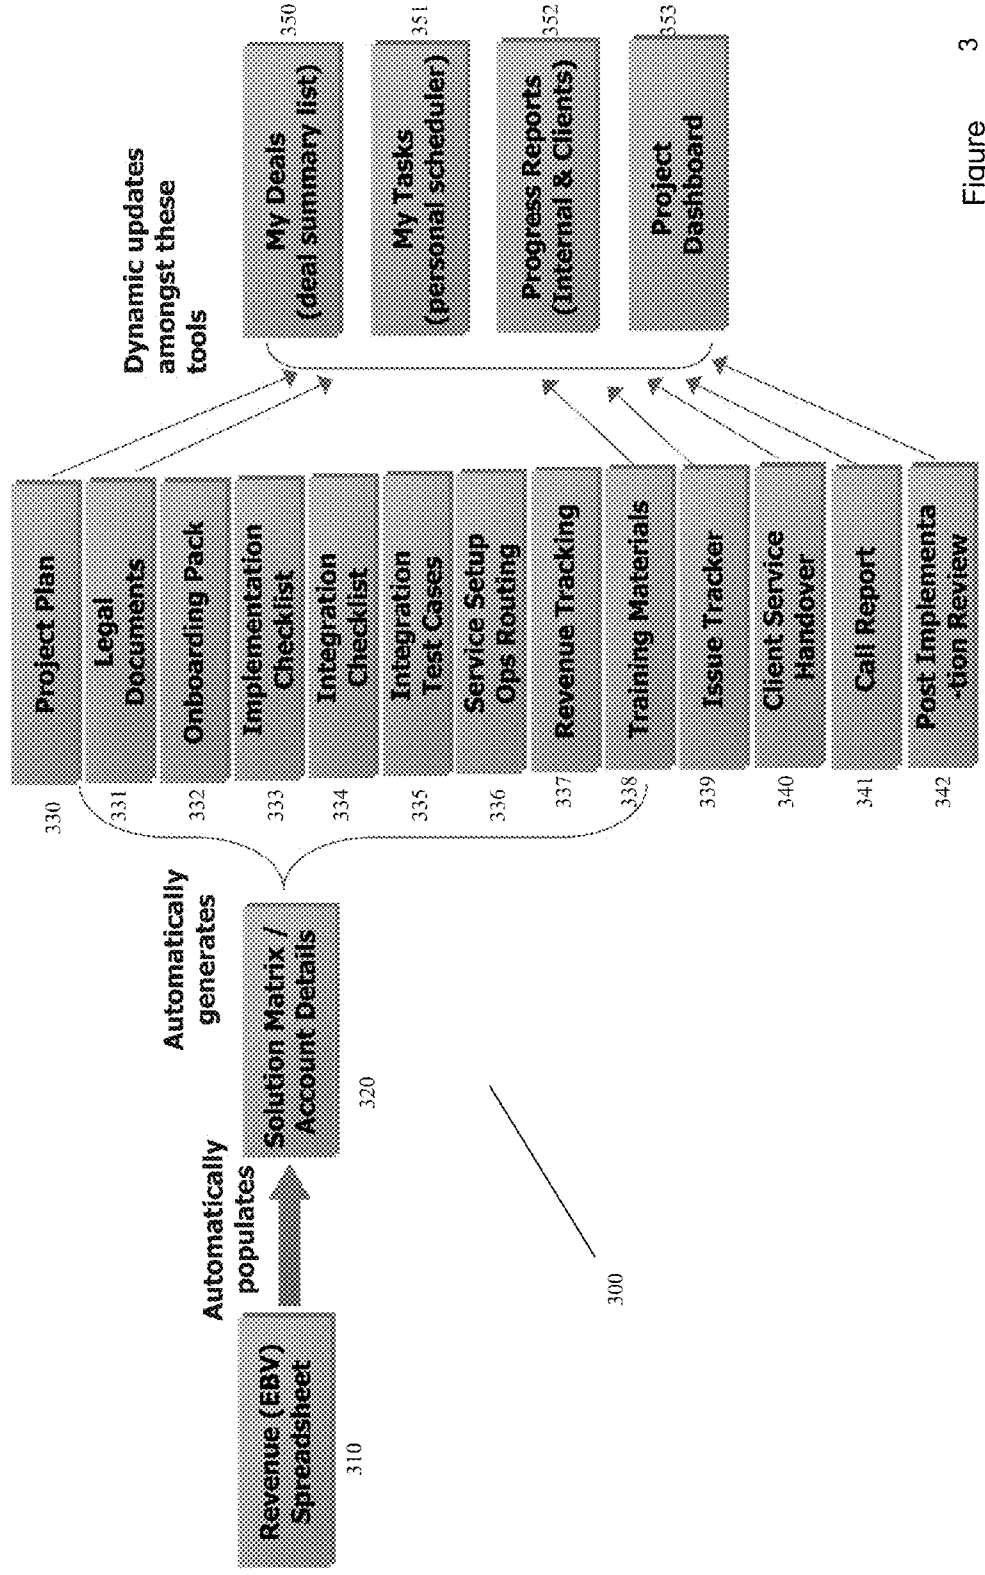 Revenue (EBV)
Spreadsheet
310
Automatically
populates
Solution Matrix /
Account Details
320
Automatically
generates
300
Project Plan
330
Legal
Documents
331
Onboarding Pack
332
Implementation
Checklist
333
Integration
Checklist
334
Integration
Test Cases
335
Service Setup
Ops Routing
336
Revenue Tracking
337
Training Materials
338
Issue Tracker
339
Client Service
Handover
340
Call Report
341
Post Implementa
-tion Review
342
Dynamic updates
amongst these
tools
My Deals
(deal summary list)
350
My Tasks
(personal scheduler)
351
Progress Reports
(Internal & Clients)
352
Project
Dashboard
353
Figure 3